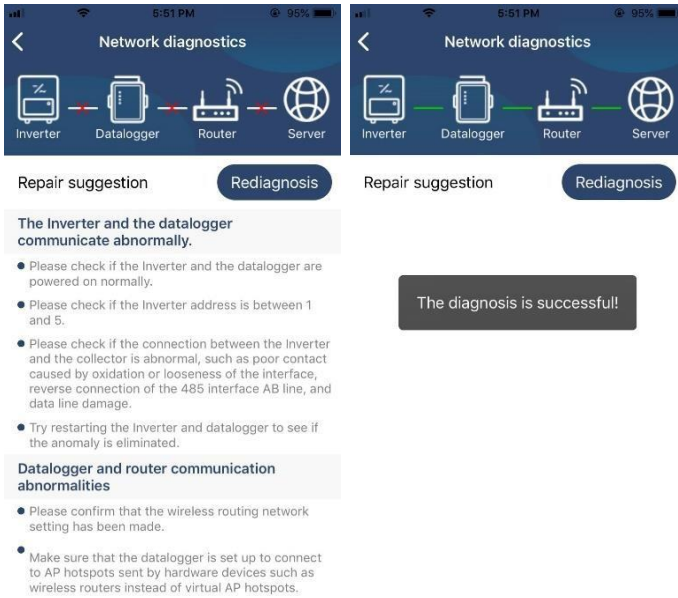 5:51 PM
95%
Network diagnostics
Inverter Datalogger Router Server
Repair suggestion
Rediagnosis
The Inverter and the datalogger
communicate abnormally.
Please check if the Inverter and the datalogger are
powered on normally.
Please check if the Inverter address is between 1
and 5.
Please check if the connection between the Inverter
and the collector is abnormal, such as poor contact
caused by oxidation or looseness of the interface,
reverse connection of the 485 interface AB line, and
data line damage.
Try restarting the Inverter and datalogger to see if
the anomaly is eliminated.
Datalogger and router communication
abnormalities
Please confirm that the wireless routing network
setting has been made.
Make sure that the datalogger is set up to connect
to AP hotspots sent by hardware devices such as
wireless routers instead of virtual AP hotspots.
5:51 PM
95%
Network diagnostics
Inverter Datalogger Router Server
Repair suggestion
Rediagnosis
The diagnosis is successful!